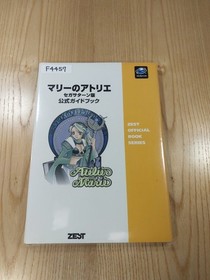 F4457
マリーのアトリエ
セガサターン版
公式ガイドブック
ZEST
OFFICIAL
BOOK
SERIES
Atelier
Marie
ZEST